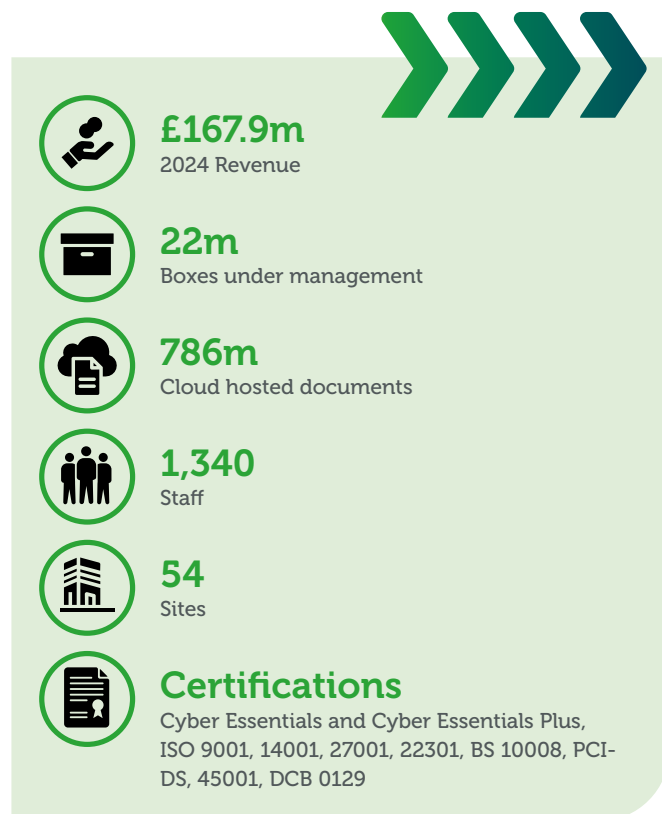 £167.9m
2024 Revenue
22m
Boxes under management
786m
Cloud hosted documents
1,340
Staff
54
Sites
Certifications
Cyber Essentials and Cyber Essentials Plus,
ISO 9001, 14001, 27001, 22301, BS 10008, PCI-
DS, 45001, DCB 0129